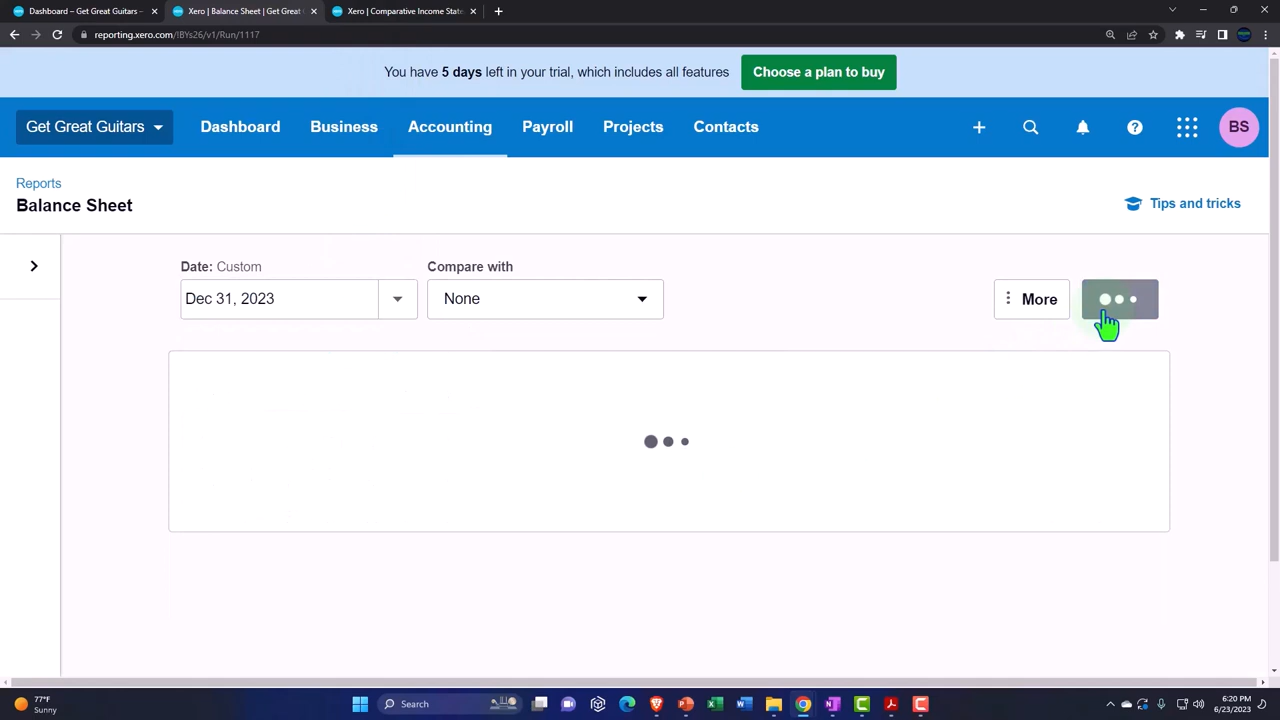 Dashboard – Get Great Guitars –
Xero | Balance Sheet | Get Great
Xero | Comparative Income State
reporting.xero.com/!BYs26/v1/Run/1117
You have 5 days left in your trial, which includes all features
Choose a plan to buy
Get Great Guitars
Dashboard
Business
Accounting
Payroll
Projects
Contacts
BS
Reports
Balance Sheet
Tips and tricks
Date: Custom
Compare with
Dec 31, 2023
None
More
77°F
Sunny
Search
6:20 PM
6/23/2023